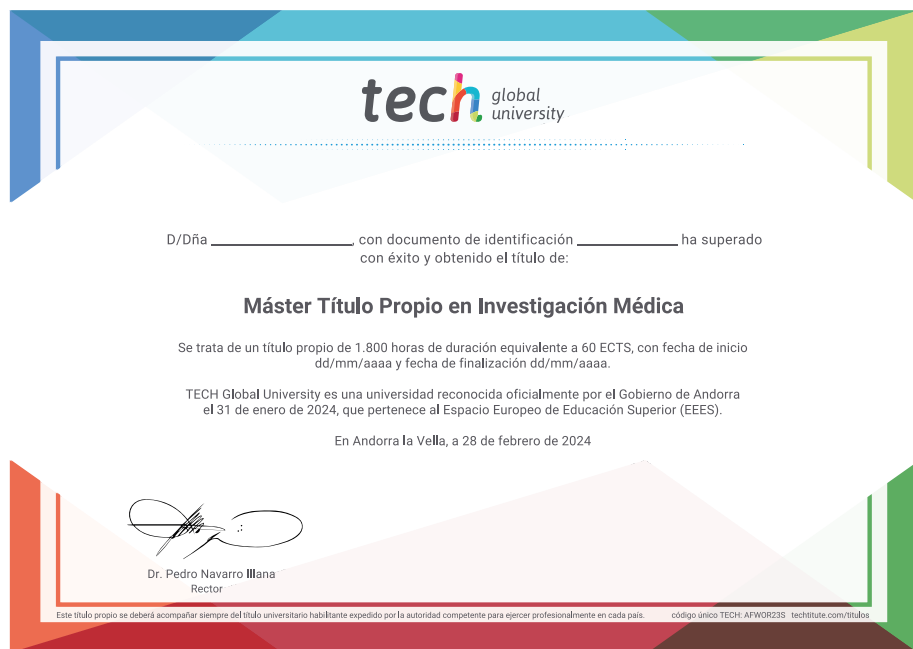 tech global university
D/Dña ____________, con documento de identificación ____________ ha superado
con éxito y obtenido el título de:
Máster Título Propio en Investigación Médica
Se trata de un título propio de 1.800 horas de duración equivalente a 60 ECTS, con fecha de inicio
dd/mm/aaaa y fecha de finalización dd/mm/aaaa.
TECH Global University es una universidad reconocida oficialmente por el Gobierno de Andorra
el 31 de enero de 2024, que pertenece al Espacio Europeo de Educación Superior (EEES).
En Andorra la Vella, a 28 de febrero de 2024
Dr. Pedro Navarro Illana
Rector
Este título propio se deberá acompañar siempre del título universitario habilitante expedido por la autoridad competente para ejercer profesionalmente en cada país. código único TECH: AFWOR23S techtitute.com/titulos